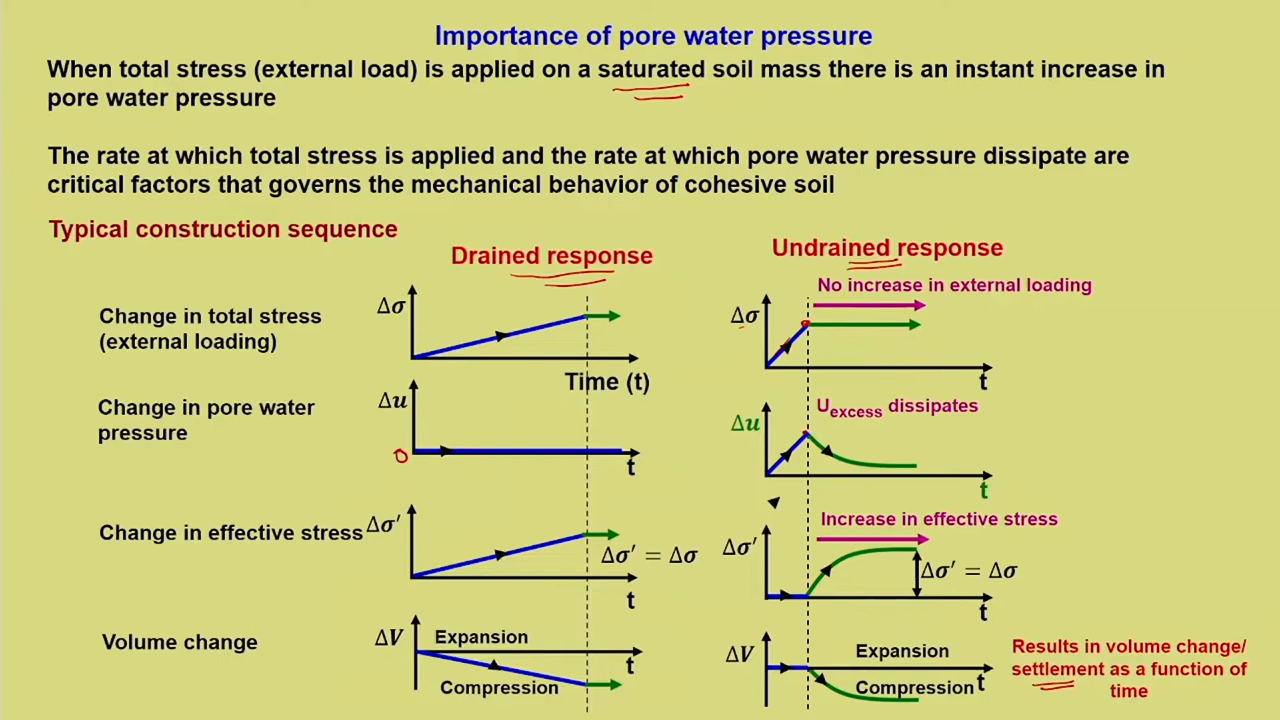 Importance of pore water pressure
When total stress (external load) is applied on a saturated soil mass there is an instant increase in
pore water pressure
The rate at which total stress is applied and the rate at which pore water pressure dissipate are
critical factors that governs the mechanical behavior of cohesive soil
Typical construction sequence
Drained response
Undrained response
No increase in external loading
Change in total stress
(external loading)
Δσ
Time (t)
Δσ
t
Change in pore water
pressure
Δu
t
Δu
U_excess dissipates
t
Change in effective stress
Δσ′
Δσ′ = Δσ
t
Δσ′
Increase in effective stress
Δσ′ = Δσ
t
Volume change
ΔV
Expansion
t
Compression
ΔV
Expansion
Compression
t
Results in volume change/
settlement as a function of
time